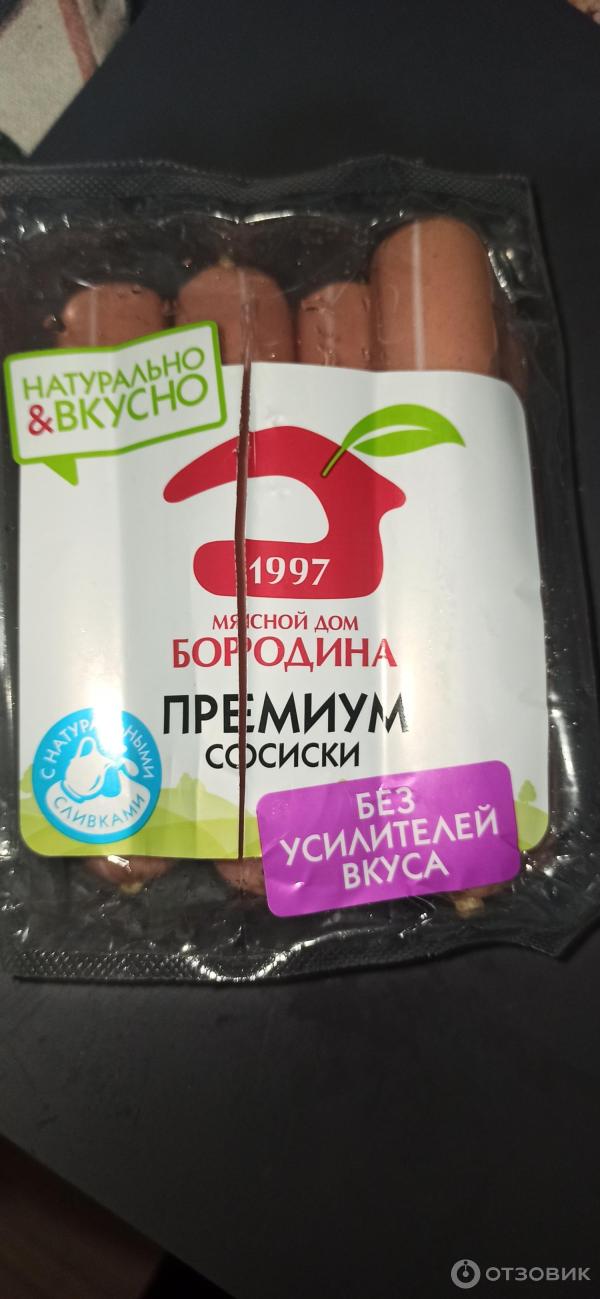 НАТУРАЛЬНО
&ВКУСНО
1997
МЯСНОЙ ДОМ
БОРОДИНА
ПРЕМИУМ
СОСИСКИ
С НАТУРАЛЬНЫМИ
СЛИВКАМИ
БЕЗ
УСИЛИТЕЛЕЙ
ВКУСА
ОТЗОВИК